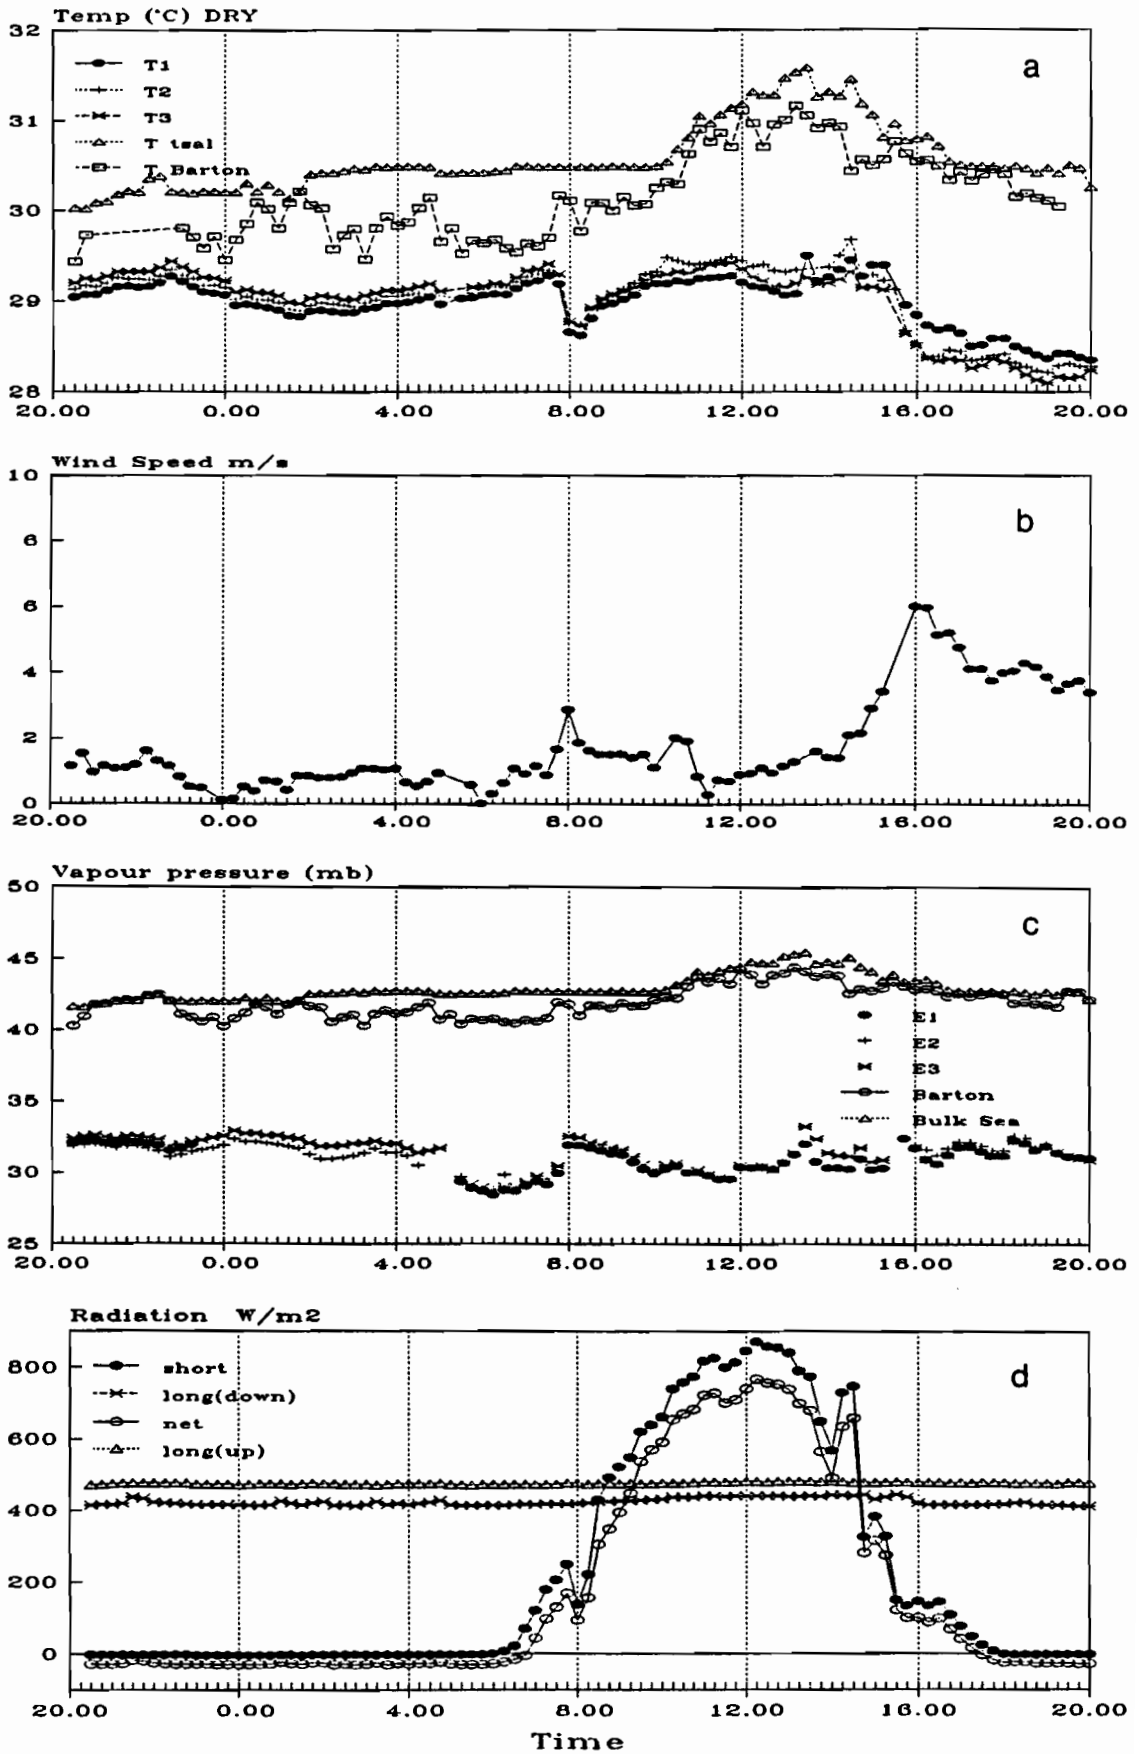 Temp (°C) DRY
32
a
T1
T2
T3
31
T tsal
T Barton
30
29
28
20.00 0.00 4.00 8.00 12.00 16.00 20.00
Wind Speed m/s
10
b
8
6
4
2
0
20.00 0.00 4.00 8.00 12.00 16.00 20.00
Vapour pressure (mb)
50
c
45
40
E1
E2
E3
35
Barton
Bulk Sea
30
25
20.00 0.00 4.00 8.00 12.00 16.00 20.00
Radiation W/m2
800
short
d
long(down)
net
600
long(up)
400
200
0
20.00 0.00 4.00 8.00 12.00 16.00 20.00
Time